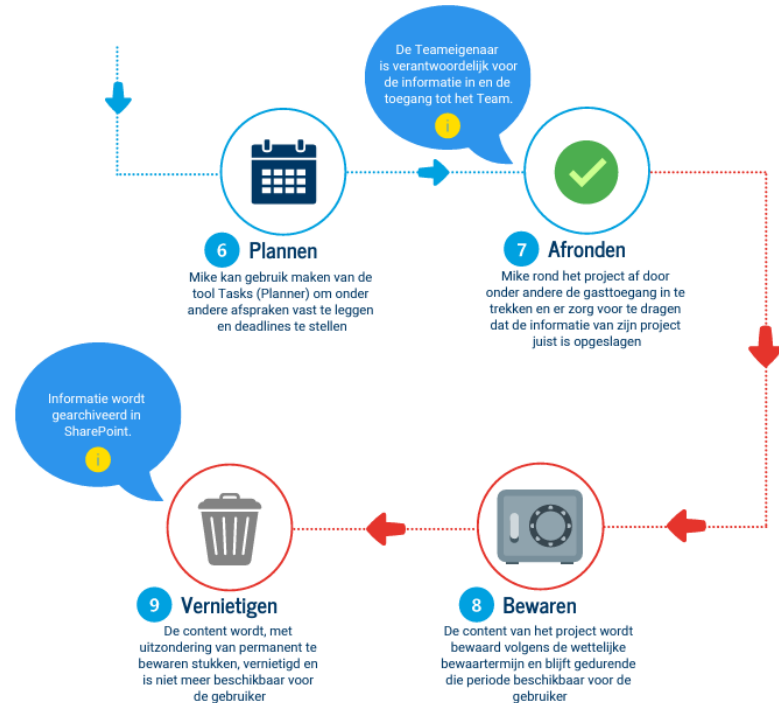 De Teameigenaar
is verantwoordelijk voor
de informatie in en de
toegang tot het Team.
i
6 Plannen
Mike kan gebruik maken van de
tool Tasks (Planner) om onder
andere afspraken vast te leggen
en deadlines te stellen
7 Afronden
Mike rond het project af door
onder andere de gasttoegang in te
trekken en er zorg voor te dragen
dat de informatie van zijn project
juist is opgeslagen
Informatie wordt
gearchiveerd in
SharePoint.
i
9 Vernietigen
De content wordt, met
uitzondering van permanent te
bewaren stukken, vernietigd en
is niet meer beschikbaar voor
de gebruiker
8 Bewaren
De content van het project wordt
bewaard volgens de wettelijke
bewaartermijn en blijft gedurende
die periode beschikbaar voor de
gebruiker